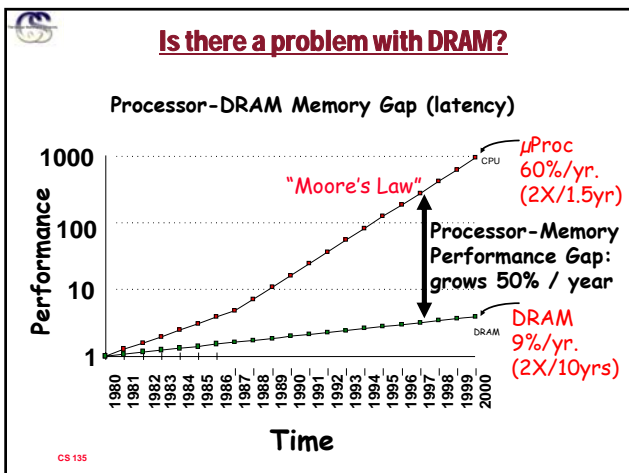 Is there a problem with DRAM?
Processor-DRAM Memory Gap (latency)
Performance
1000
100
10
1
"Moore's Law"
CPU
µProc
60%/yr.
(2X/1.5yr)
Processor-Memory
Performance Gap:
grows 50% / year
DRAM
DRAM
9%/yr.
(2X/10yrs)
1980
1981
1982
1983
1984
1985
1986
1987
1988
1989
1990
1991
1992
1993
1994
1995
1996
1997
1998
1999
2000
Time
CS 135